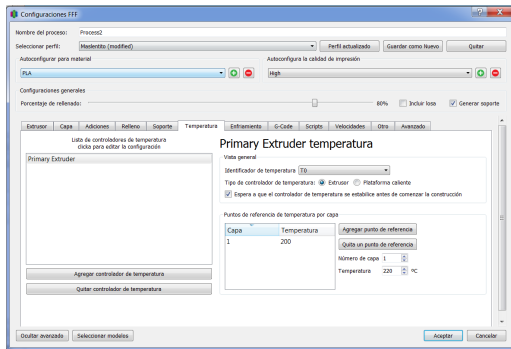 Configuraciones FFF
Nombre del proceso: Process2
Seleccionar perfil: Maslentito (modified) Perfil actualizado Guardar como Nuevo Quitar
Autoconfigurar para material Autoconfigura la calidad de impresión
PLA High
Configuraciones generales
Porcentaje de rellenado: 80% Incluir losa Generar soporte
Extrusor Capa Adiciones Relleno Soporte Temperatura Enfriamiento G-Code Scripts Velocidades Otro Avanzado
Lista de controladores de temperatura
clicka para editar la configuración
Primary Extruder
Agregar controlador de temperatura
Quitar controlador de temperatura
Primary Extruder temperatura
Vista general
Identificador de temperatura T0
Tipo de controlador de temperatura: Extrusor Plataforma caliente
Espera a que el controlador de temperatura se estabilice antes de comenzar la construcción
Puntos de referencia de temperatura por capa
Capa Temperatura
1 200
Agregar punto de referencia
Quita un punto de referencia
Número de capa 1
Temperatura 220 ºC
Ocultar avanzado Seleccionar modelos Aceptar Cancelar